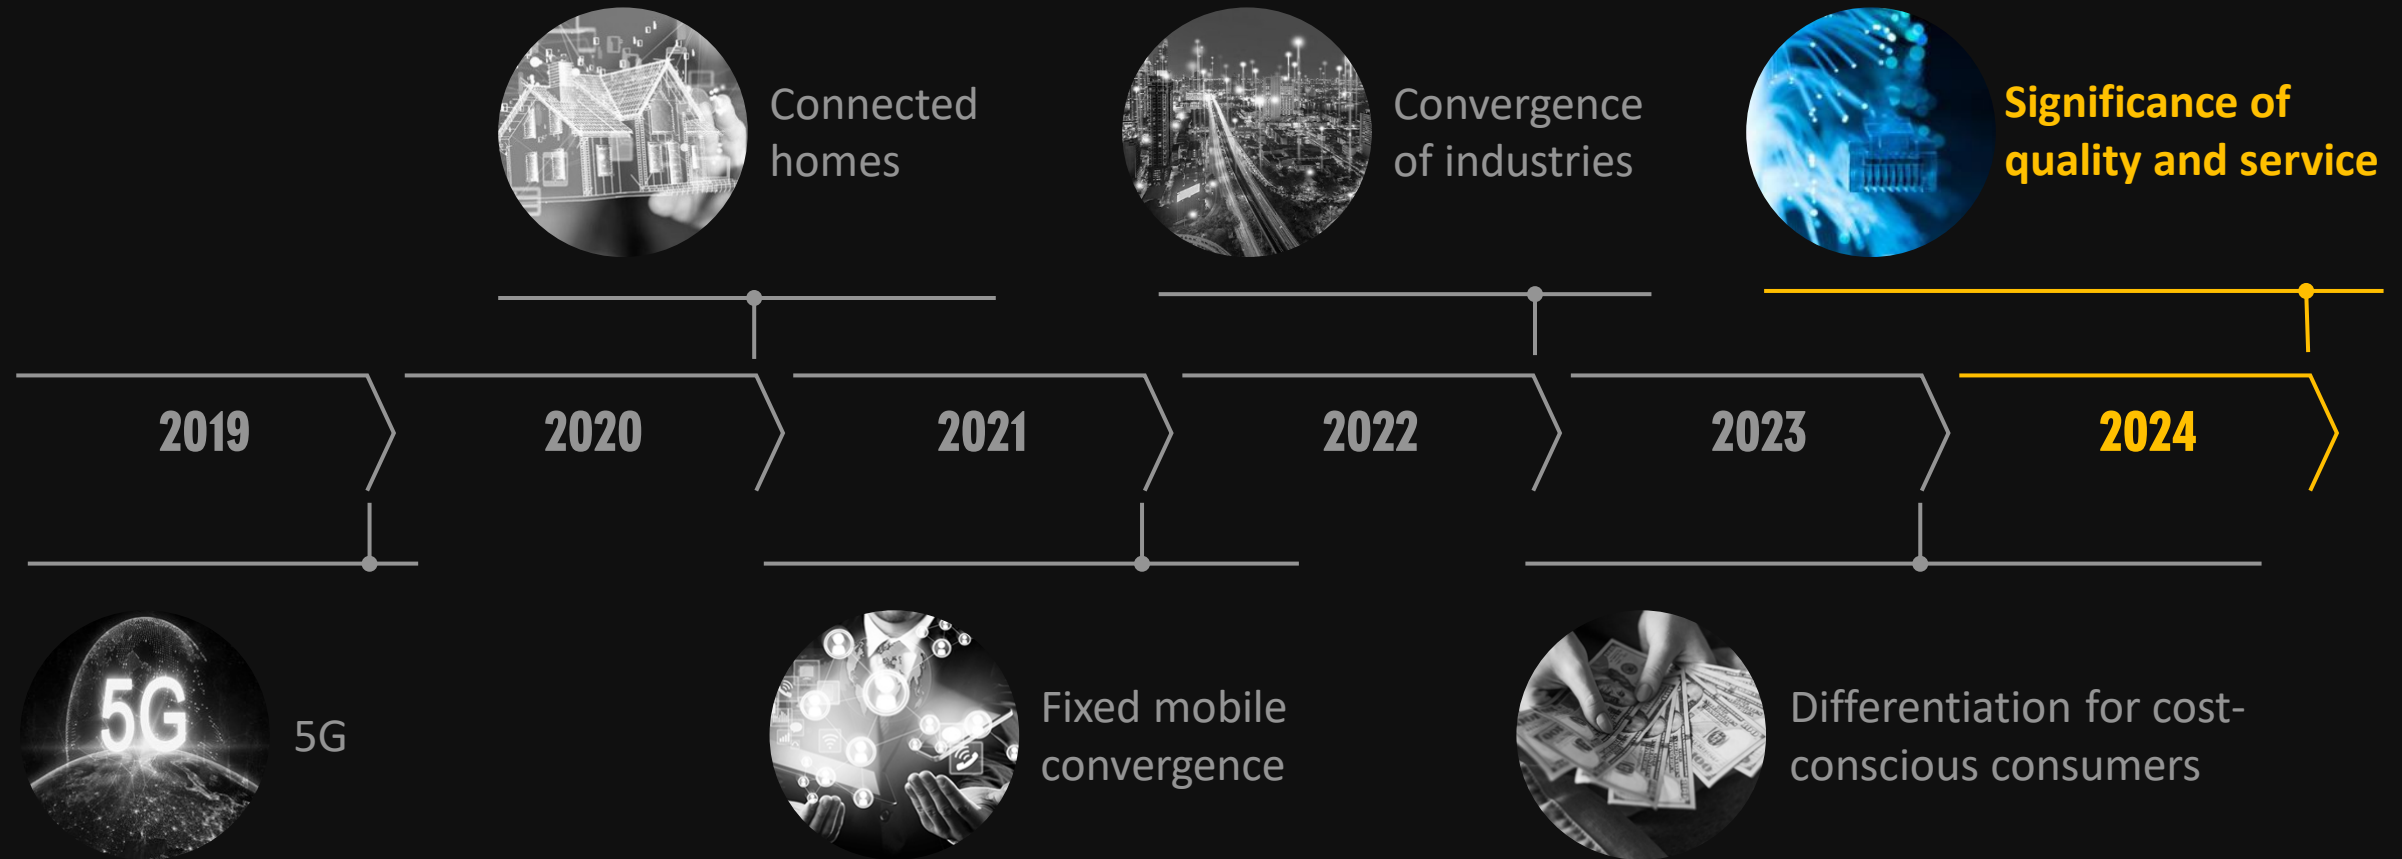 Connected
homes
Convergence
of industries
Significance of
quality and service
2019
2020
2021
2022
2023
2024
5G
5G
Fixed mobile
convergence
Differentiation for cost-
conscious consumers